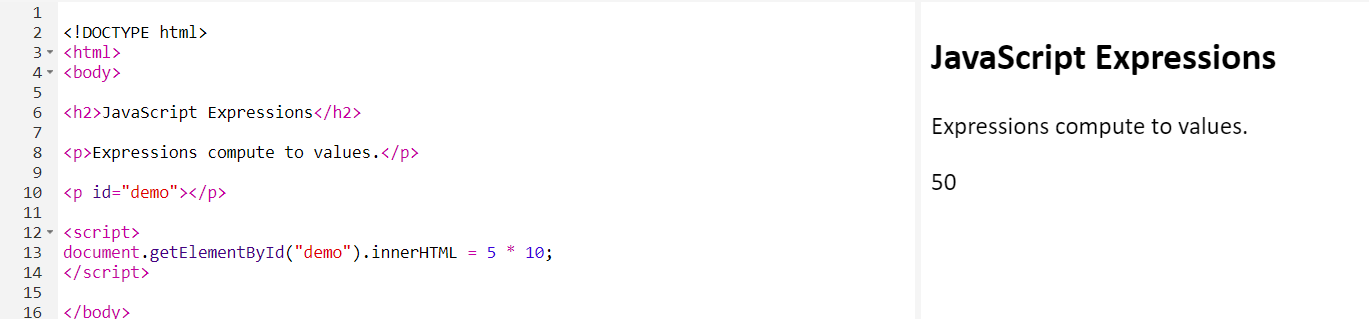 1
2 <!DOCTYPE html>
3 <html>
4 <body>
5
6 <h2>JavaScript Expressions</h2>
7
8 <p>Expressions compute to values.</p>
9
10 <p id="demo"></p>
11
12 <script>
13 document.getElementById("demo").innerHTML = 5 * 10;
14 </script>
15
16 </body>
JavaScript Expressions
Expressions compute to values.
50